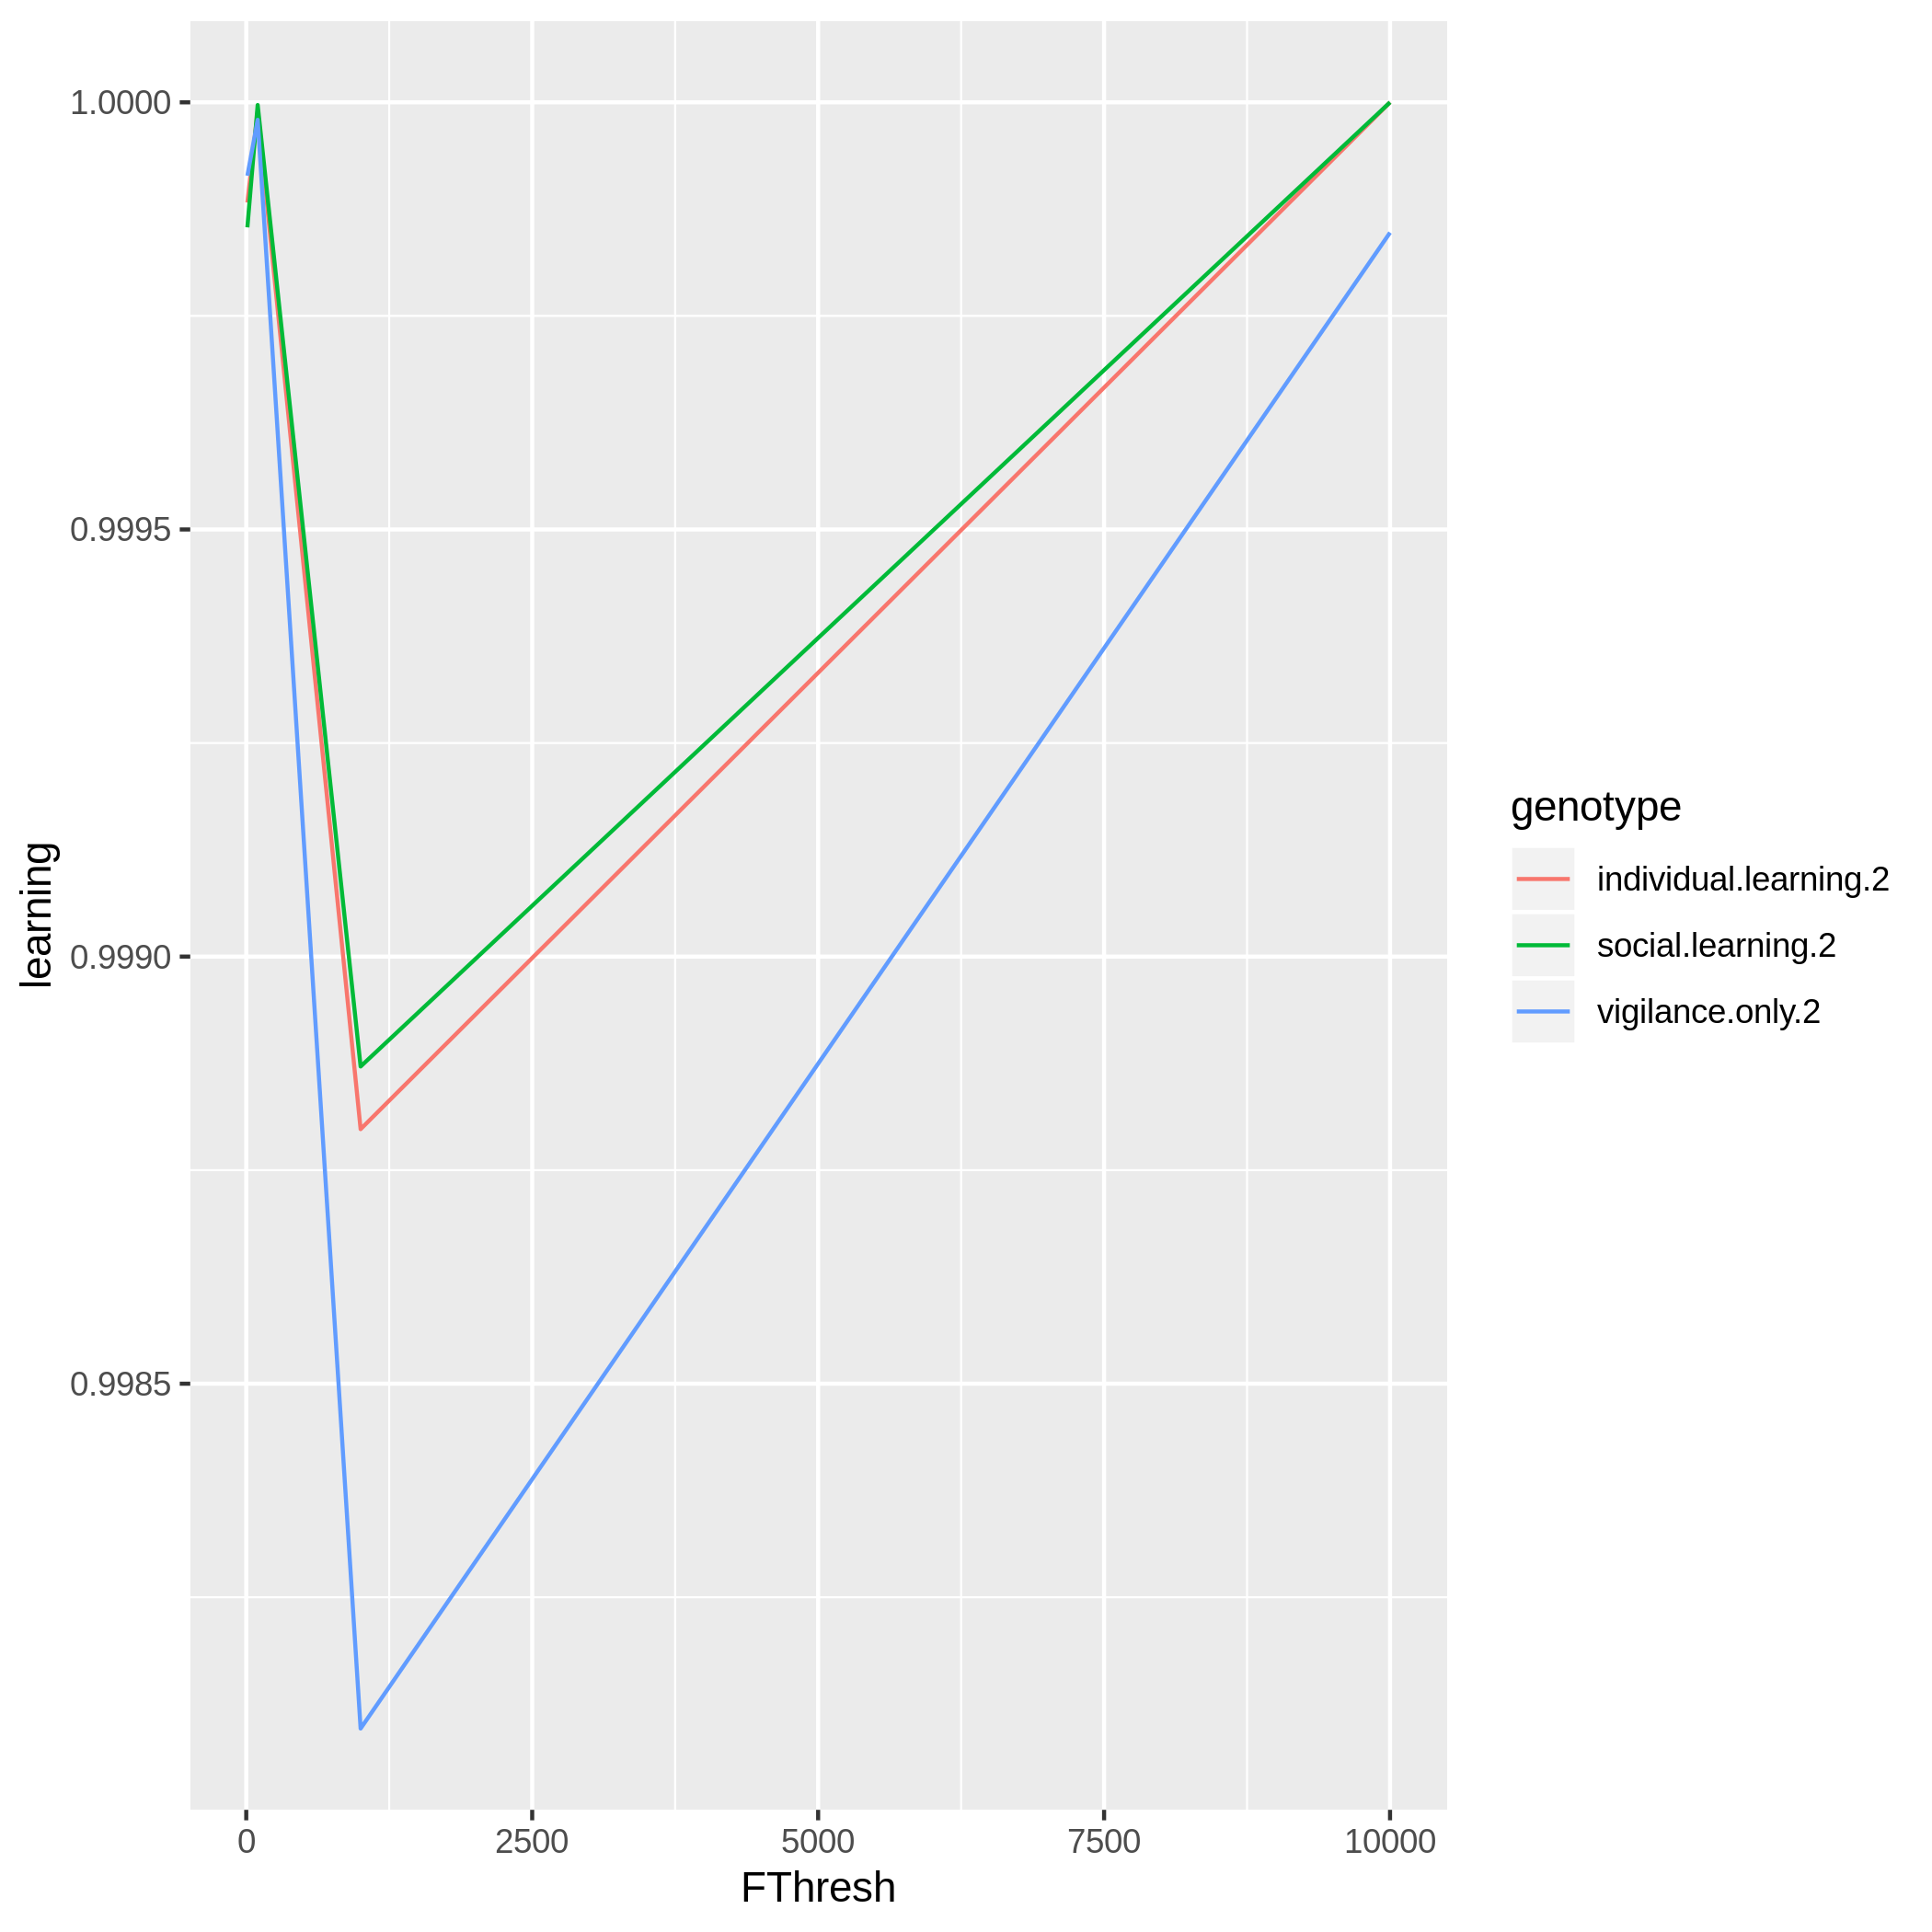 learning
1.0000
0.9995
0.9990
0.9985
0 2500 5000 7500 10000
FThresh
genotype
individual.learning.2
social.learning.2
vigilance.only.2